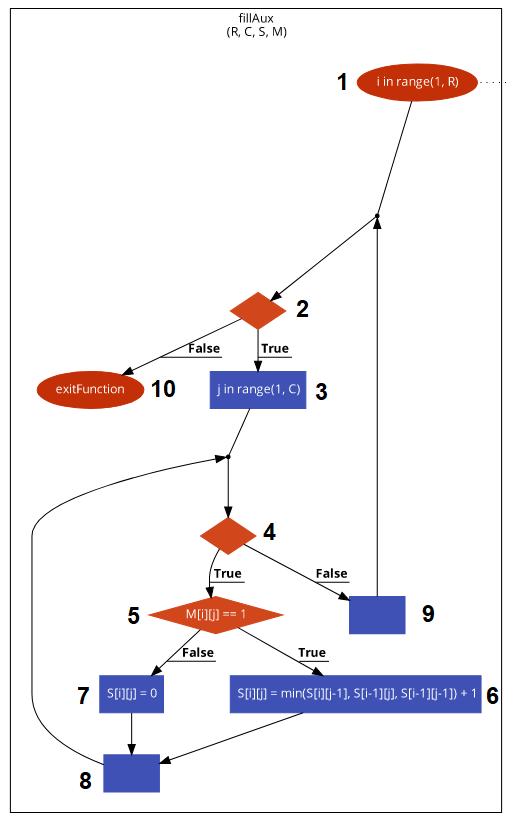 fillAux
(R, C, S, M)
1
i in range(1, R)
2
False
True
exitFunction
10
j in range(1, C)
3
4
True
False
5
M[i][j] == 1
9
False
True
7
S[i][j] = 0
S[i][j] = min(S[i][j-1], S[i-1][j], S[i-1][j-1]) + 1
6
8